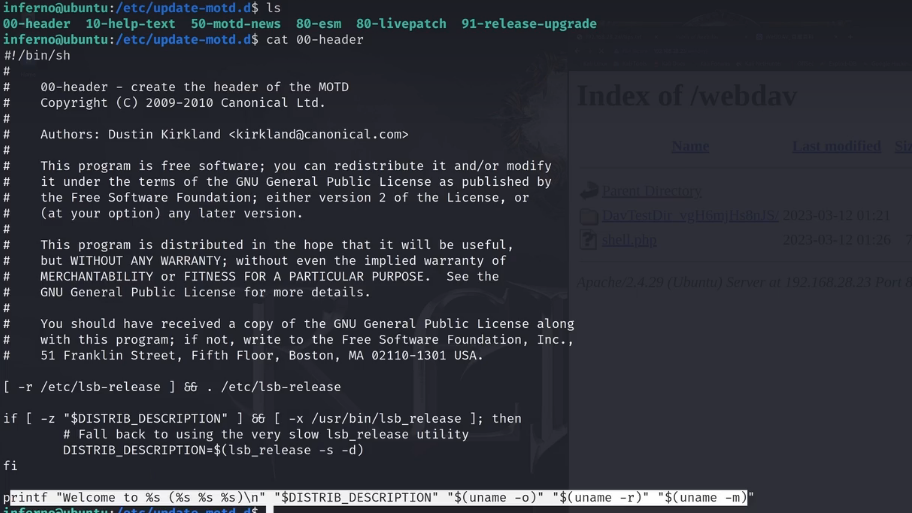 inferno@ubuntu:/etc/update-motd.d$ ls
00-header  10-help-text  50-motd-news  80-esm  80-livepatch  91-release-upgrade
inferno@ubuntu:/etc/update-motd.d$ cat 00-header
#!/bin/sh
#
#    00-header - create the header of the MOTD
#    Copyright (C) 2009-2010 Canonical Ltd.
#
#    Authors: Dustin Kirkland <kirkland@canonical.com>
#
#    This program is free software; you can redistribute it and/or modify
#    it under the terms of the GNU General Public License as published by
#    the Free Software Foundation; either version 2 of the License, or
#    (at your option) any later version.
#
#    This program is distributed in the hope that it will be useful,
#    but WITHOUT ANY WARRANTY; without even the implied warranty of
#    MERCHANTABILITY or FITNESS FOR A PARTICULAR PURPOSE.  See the
#    GNU General Public License for more details.
#
#    You should have received a copy of the GNU General Public License along
#    with this program; if not, write to the Free Software Foundation, Inc.,
#    51 Franklin Street, Fifth Floor, Boston, MA 02110-1301 USA.
[ -r /etc/lsb-release ] && . /etc/lsb-release
if [ -z "$DISTRIB_DESCRIPTION" ] && [ -x /usr/bin/lsb_release ]; then
        # Fall back to using the very slow lsb_release utility
        DISTRIB_DESCRIPTION=$(lsb_release -s -d)
fi
printf "Welcome to %s (%s %s %s)\n" "$DISTRIB_DESCRIPTION" "$(uname -o)" "$(uname -r)" "$(uname -m)"
inferno@ubuntu:/etc/update-motd.d$
Index of /webdav
Name Last modified
Parent Directory
2023-03-12 01:21
shell.php 2023-03-12 01:26
Apache/2.4.29 (Ubuntu) Server at 192.168.28.23 Port